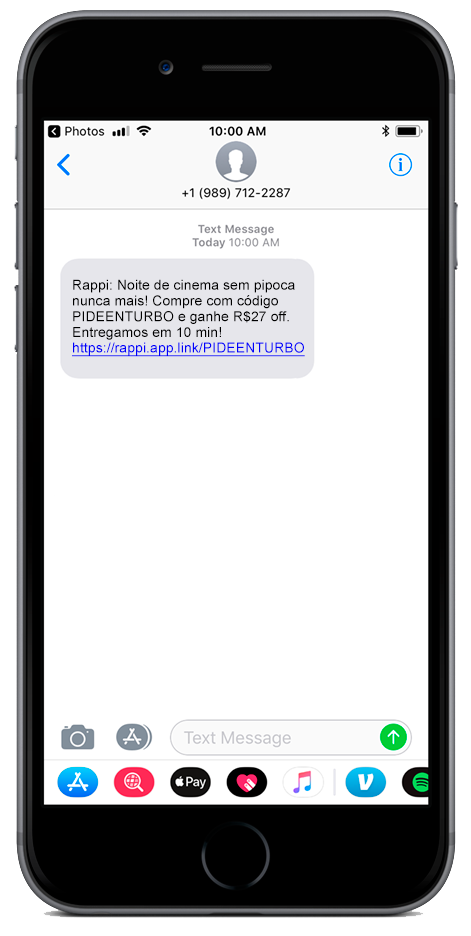 Photos
10:00 AM
+1 (989) 712-2287
Text Message
Today 10:00 AM
Rappi: Noite de cinema sem pipoca
nunca mais! Compre com código
PIDEENTURBO e ganhe R$27 off.
Entregamos em 10 min!
https://rappi.app.link/PIDEENTURBO
Text Message
Pay